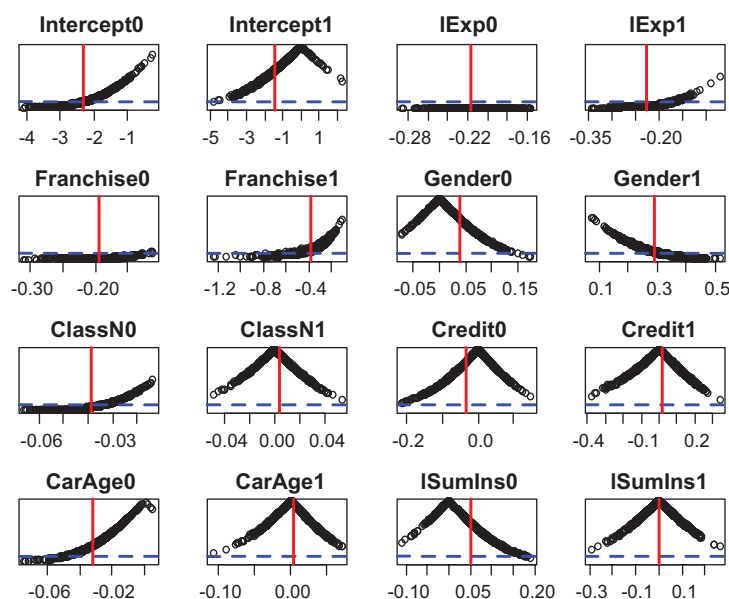 Intercept0 Intercept1 lExp0 lExp1
-4 -3 -2 -1 -5 -3 -1 1 -0.28 -0.22 -0.16 -0.35 -0.20
Franchise0 Franchise1 Gender0 Gender1
-0.30 -0.20 -1.2 -0.8 -0.4 -0.05 0.05 0.15 0.1 0.3 0.5
ClassN0 ClassN1 Credit0 Credit1
-0.06 -0.03 -0.04 0.00 0.04 -0.2 0.0 -0.4 -0.1 0.2
CarAge0 CarAge1 lSumIns0 lSumIns1
-0.06 -0.02 -0.10 0.00 -0.10 0.05 0.20 -0.3 -0.1 0.1